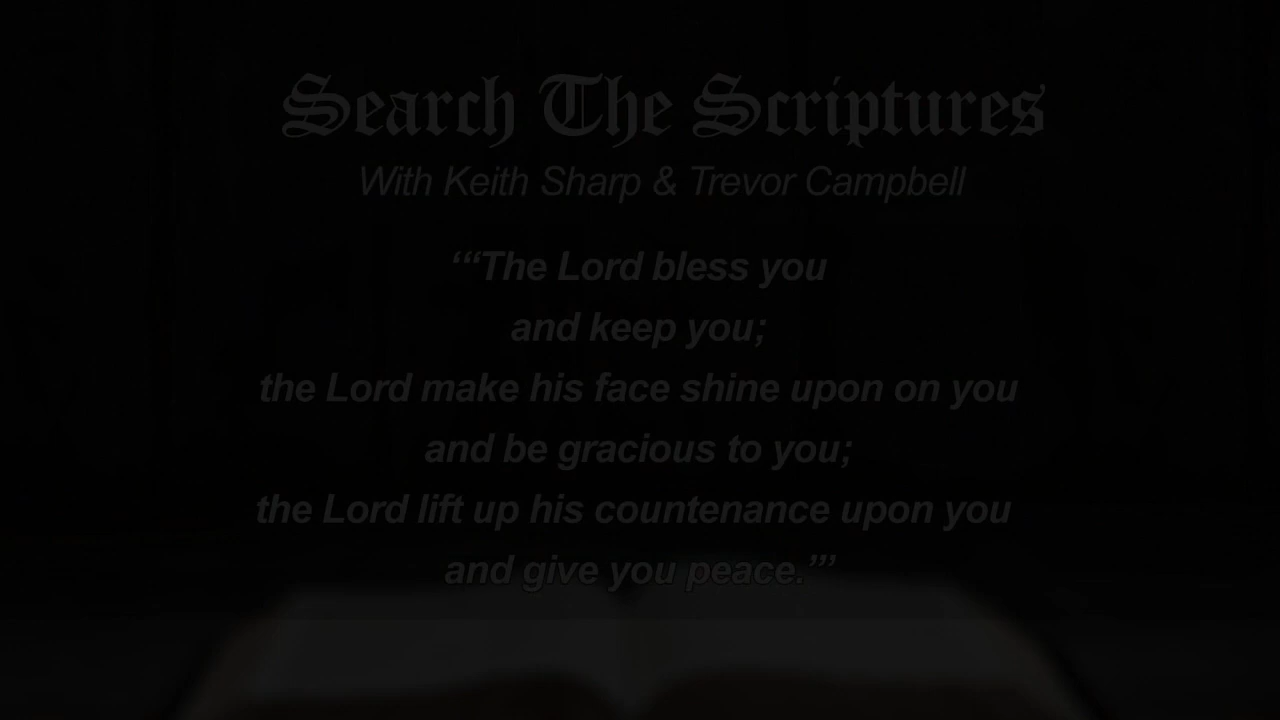 Search The Scriptures
With Keith Sharp & Trevor Campbell
‘“The Lord bless you
and keep you;
the Lord make his face shine upon on you
and be gracious to you;
the Lord lift up his countenance upon you
and give you peace.”’